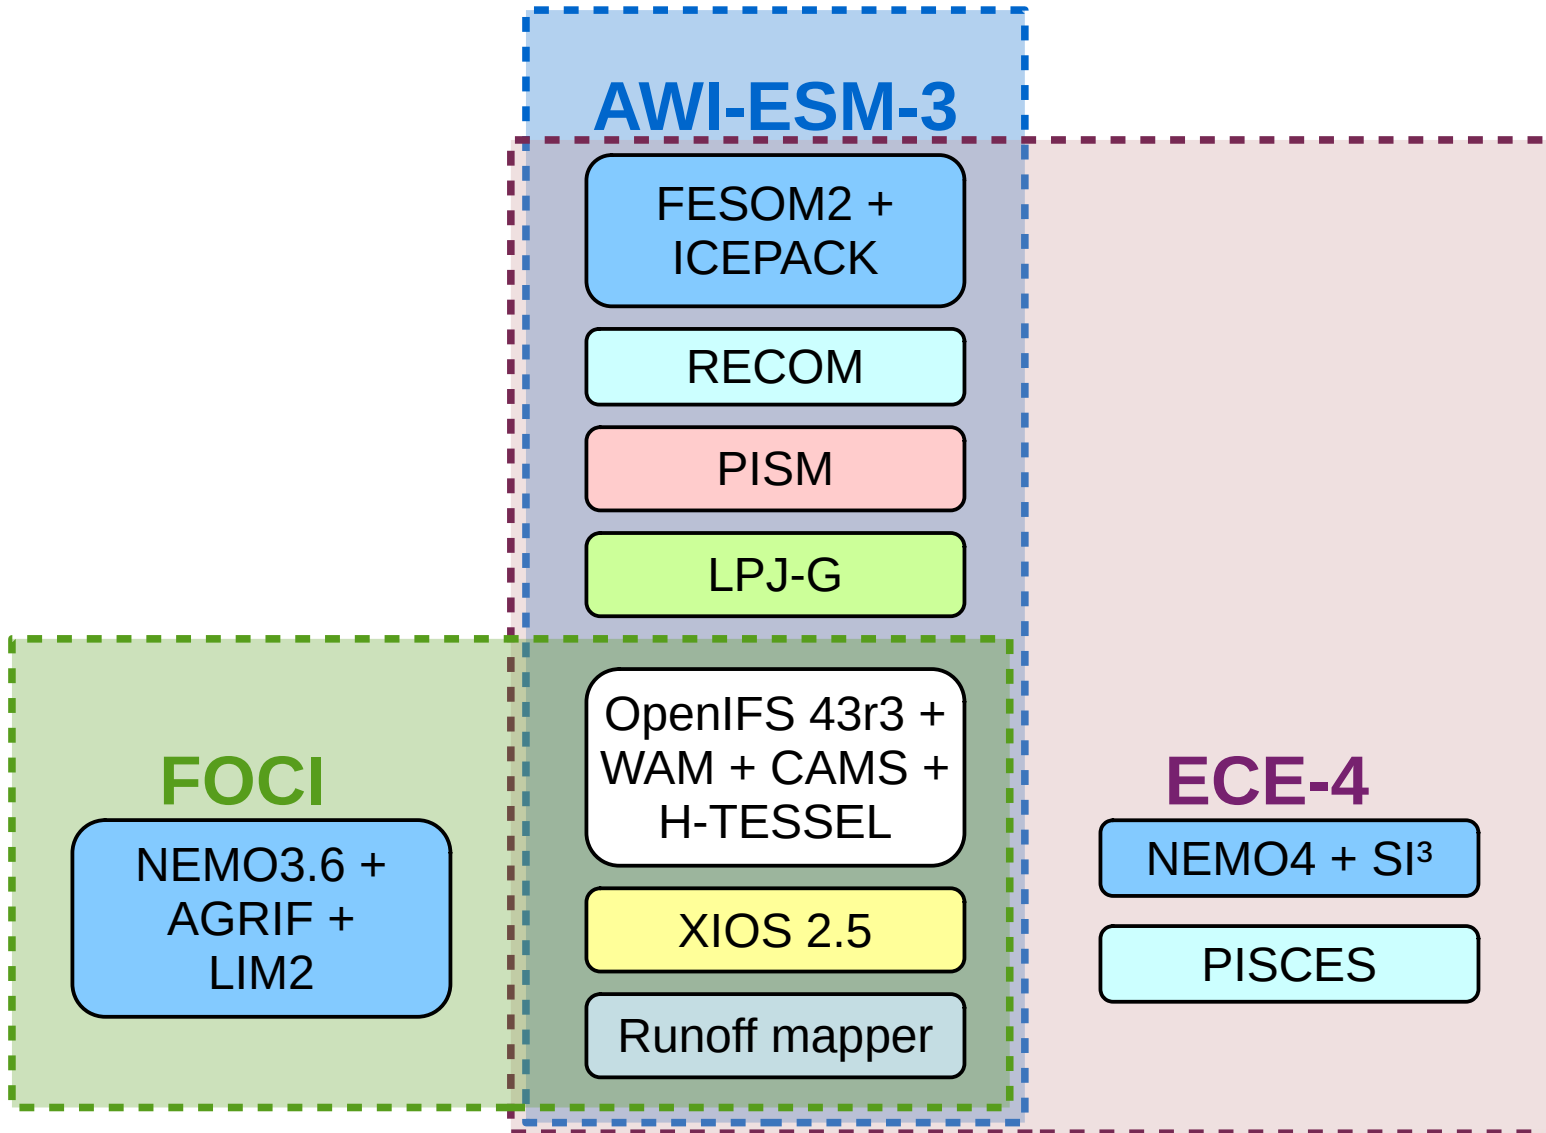 AWI-ESM-3
FESOM2 +
ICEPACK
RECOM
PISM
LPJ-G
OpenIFS 43r3 +
WAM + CAMS +
H-TESSEL
XIOS 2.5
Runoff mapper
FOCI
NEMO3.6 +
AGRIF +
LIM2
ECE-4
NEMO4 + SI³
PISCES